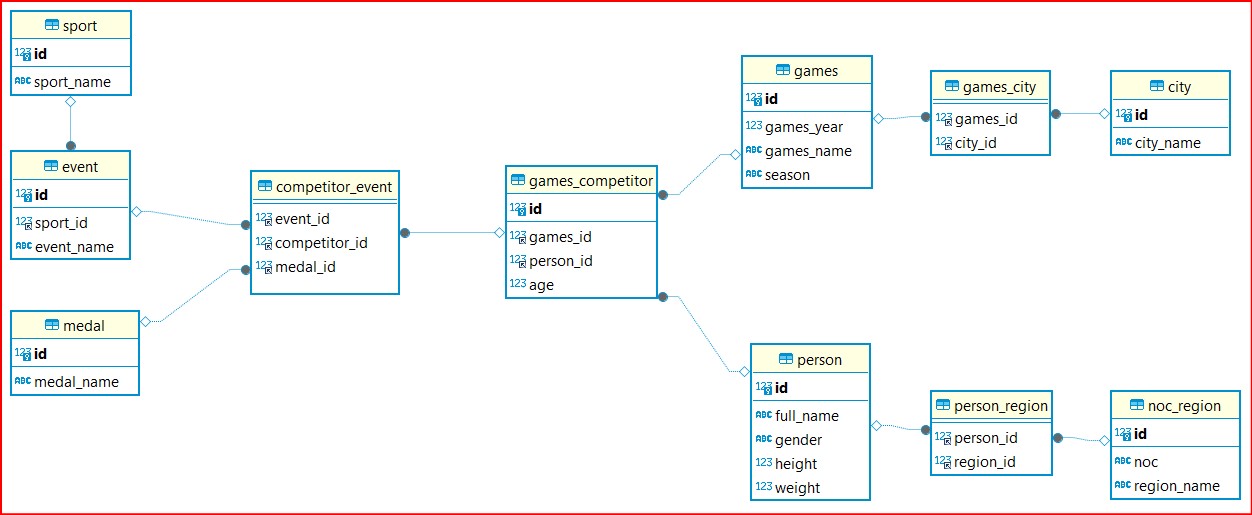 sport
123 id
ABC sport_name
event
123 id
123 sport_id
ABC event_name
medal
123 id
ABC medal_name
competitor_event
123 event_id
123 competitor_id
123 medal_id
games_competitor
123 id
123 games_id
123 person_id
123 age
games
123 id
123 games_year
ABC games_name
ABC season
games_city
123 games_id
123 city_id
city
123 id
ABC city_name
person
123 id
ABC full_name
ABC gender
123 height
123 weight
person_region
123 person_id
123 region_id
noc_region
123 id
ABC noc
ABC region_name